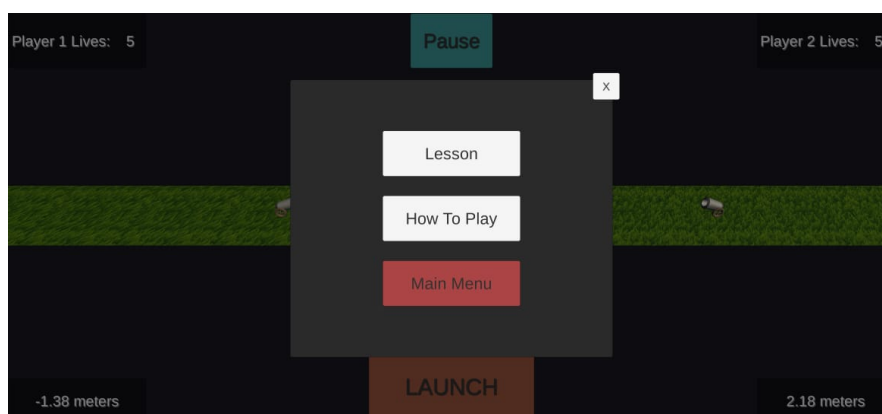 Player 1 Lives: 5
Pause
Player 2 Lives: 5
x
Lesson
How To Play
Main Menu
LAUNCH
-1.38 meters
2.18 meters